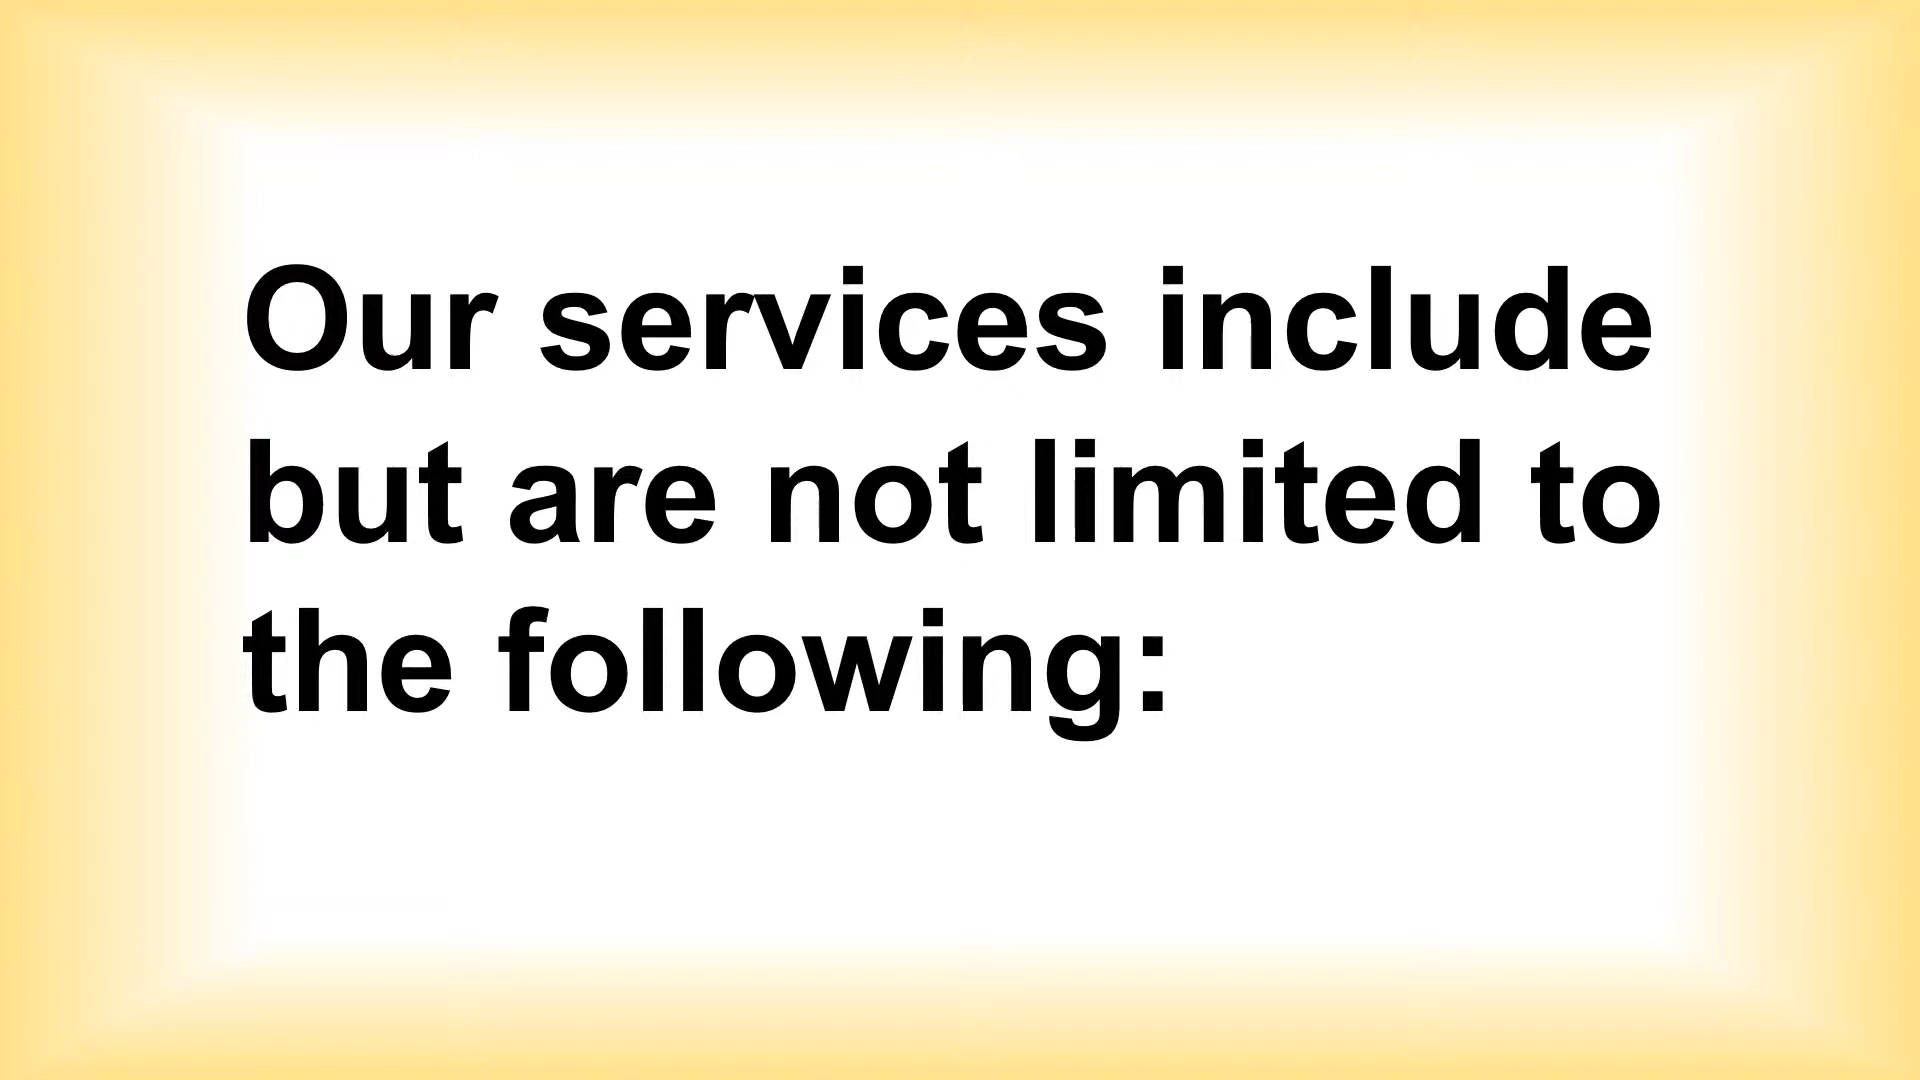 Our services include
but are not limited to
the following: